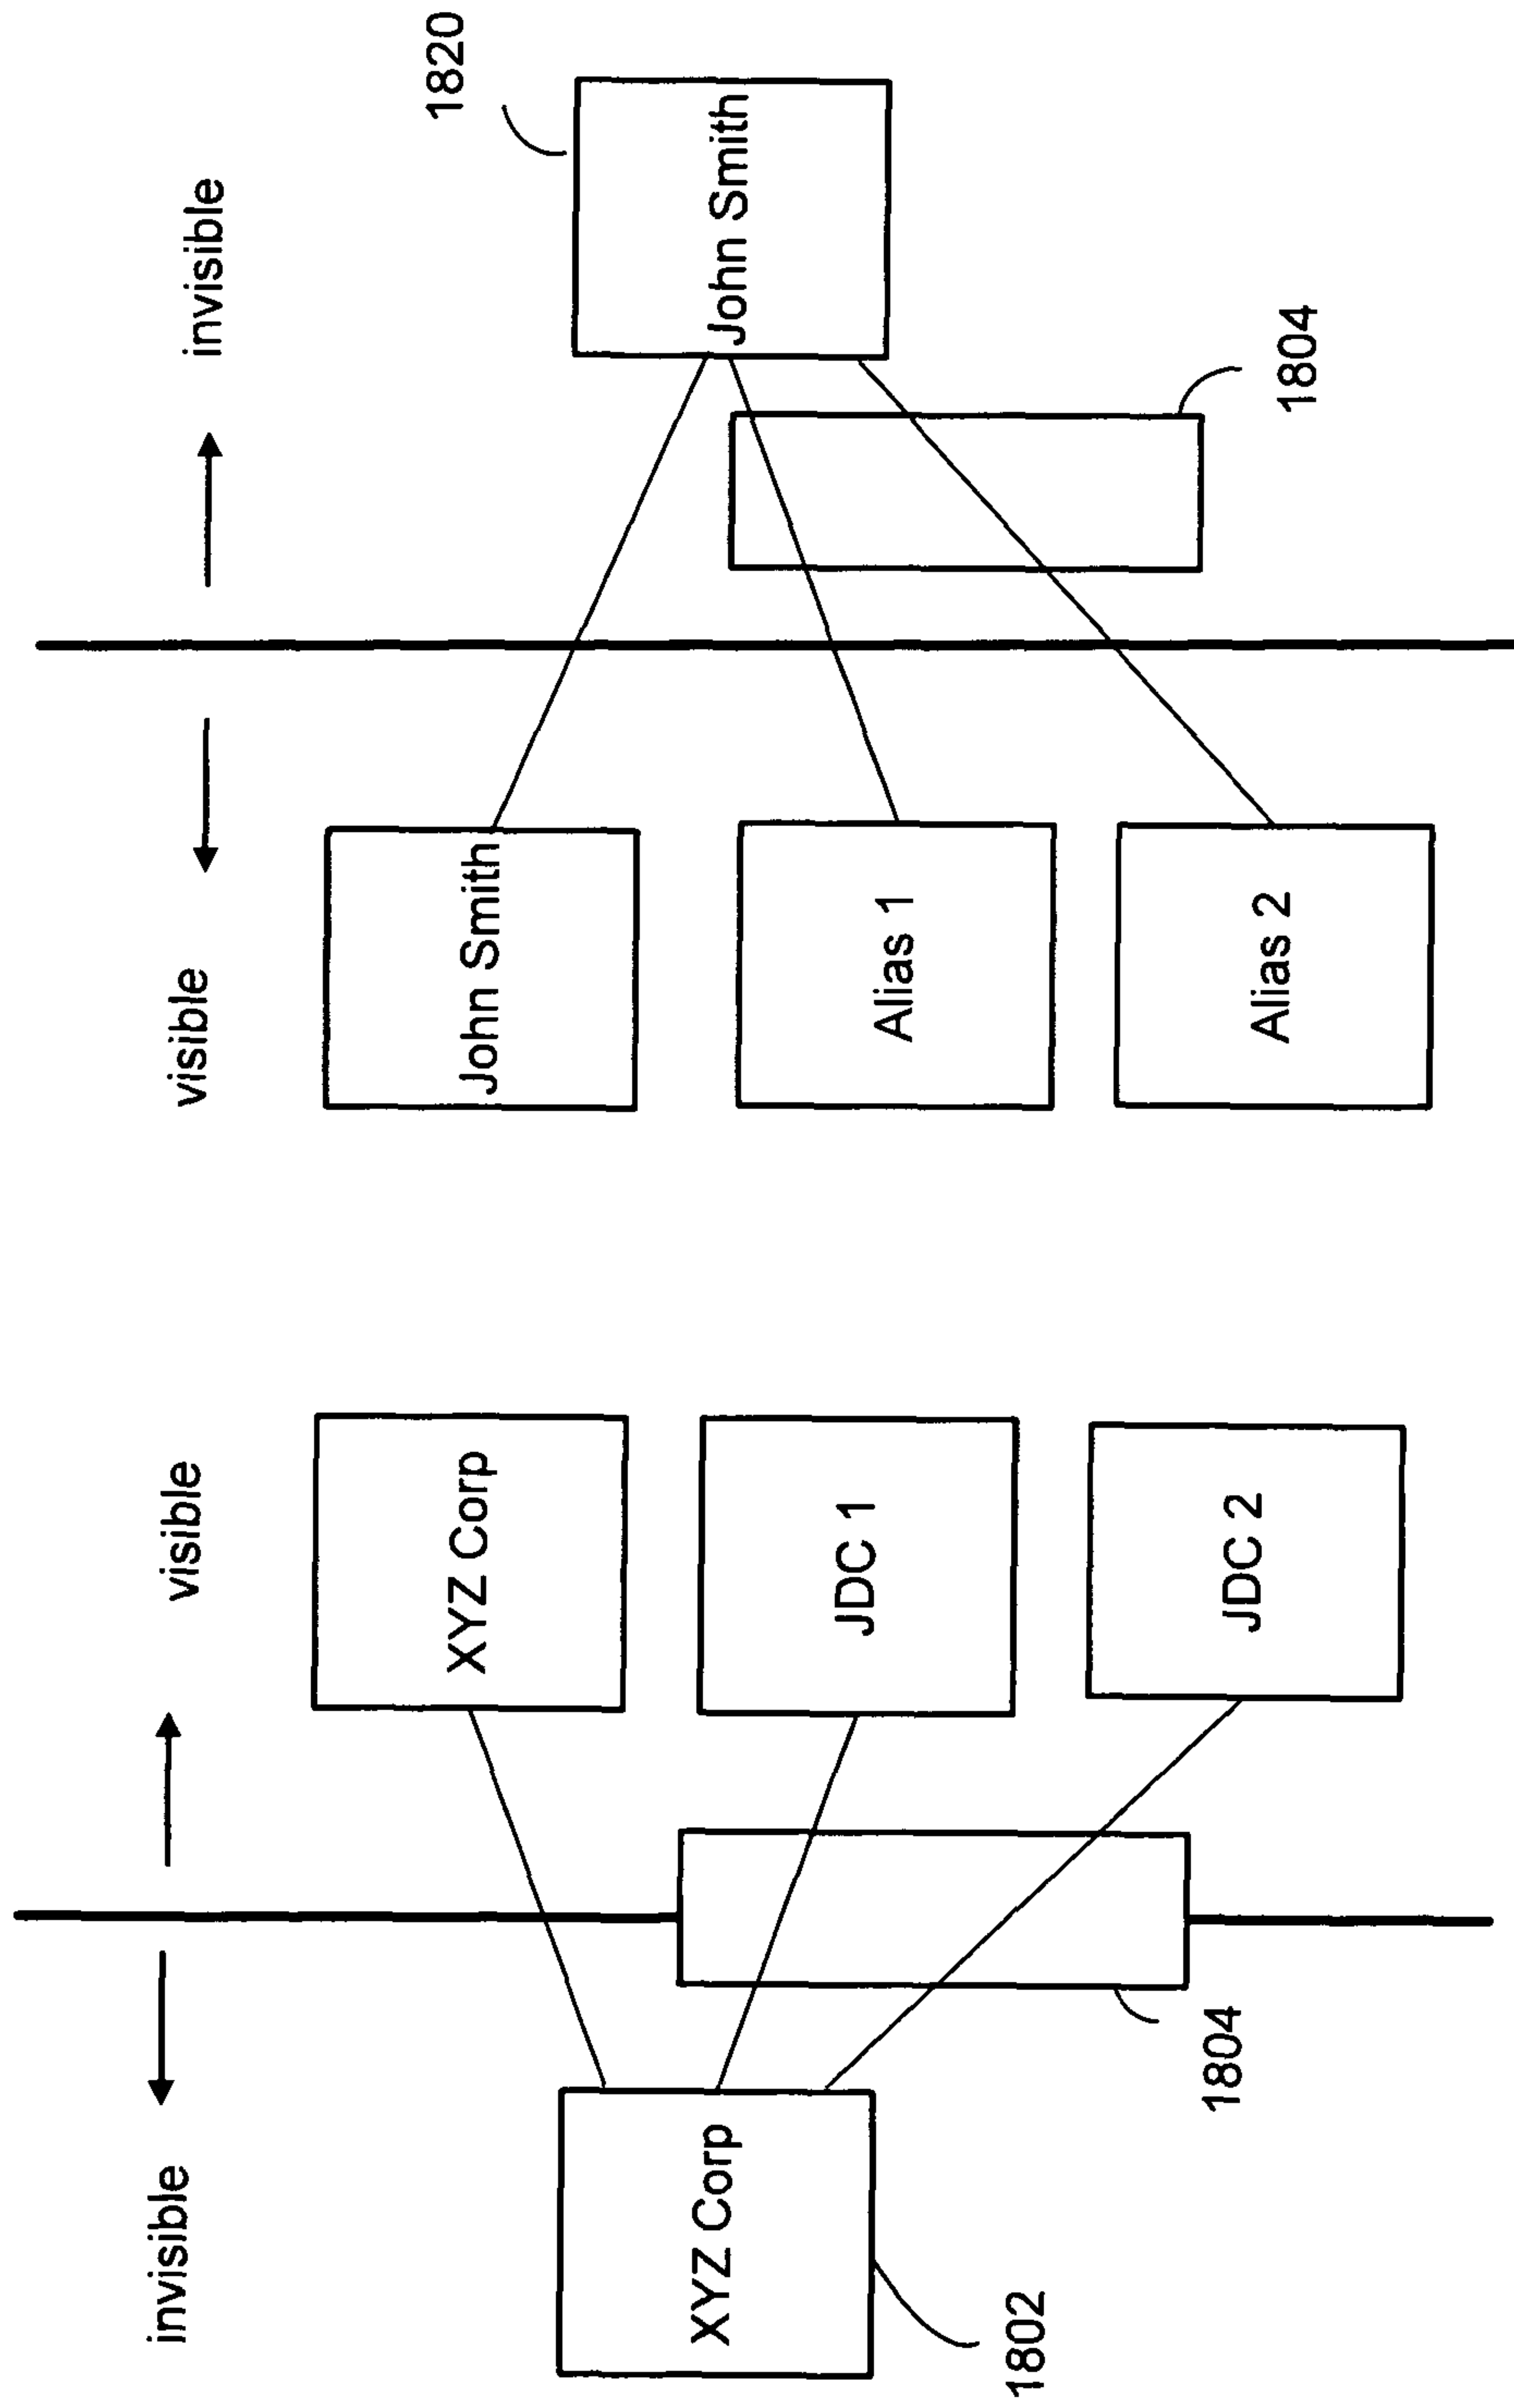 invisible
visible
visible
invisible
1820
XYZ Corp
John Smith
XYZ Corp
John Smith
JDC 1
Alias 1
1802
1804
JDC 2
Alias 2
1804